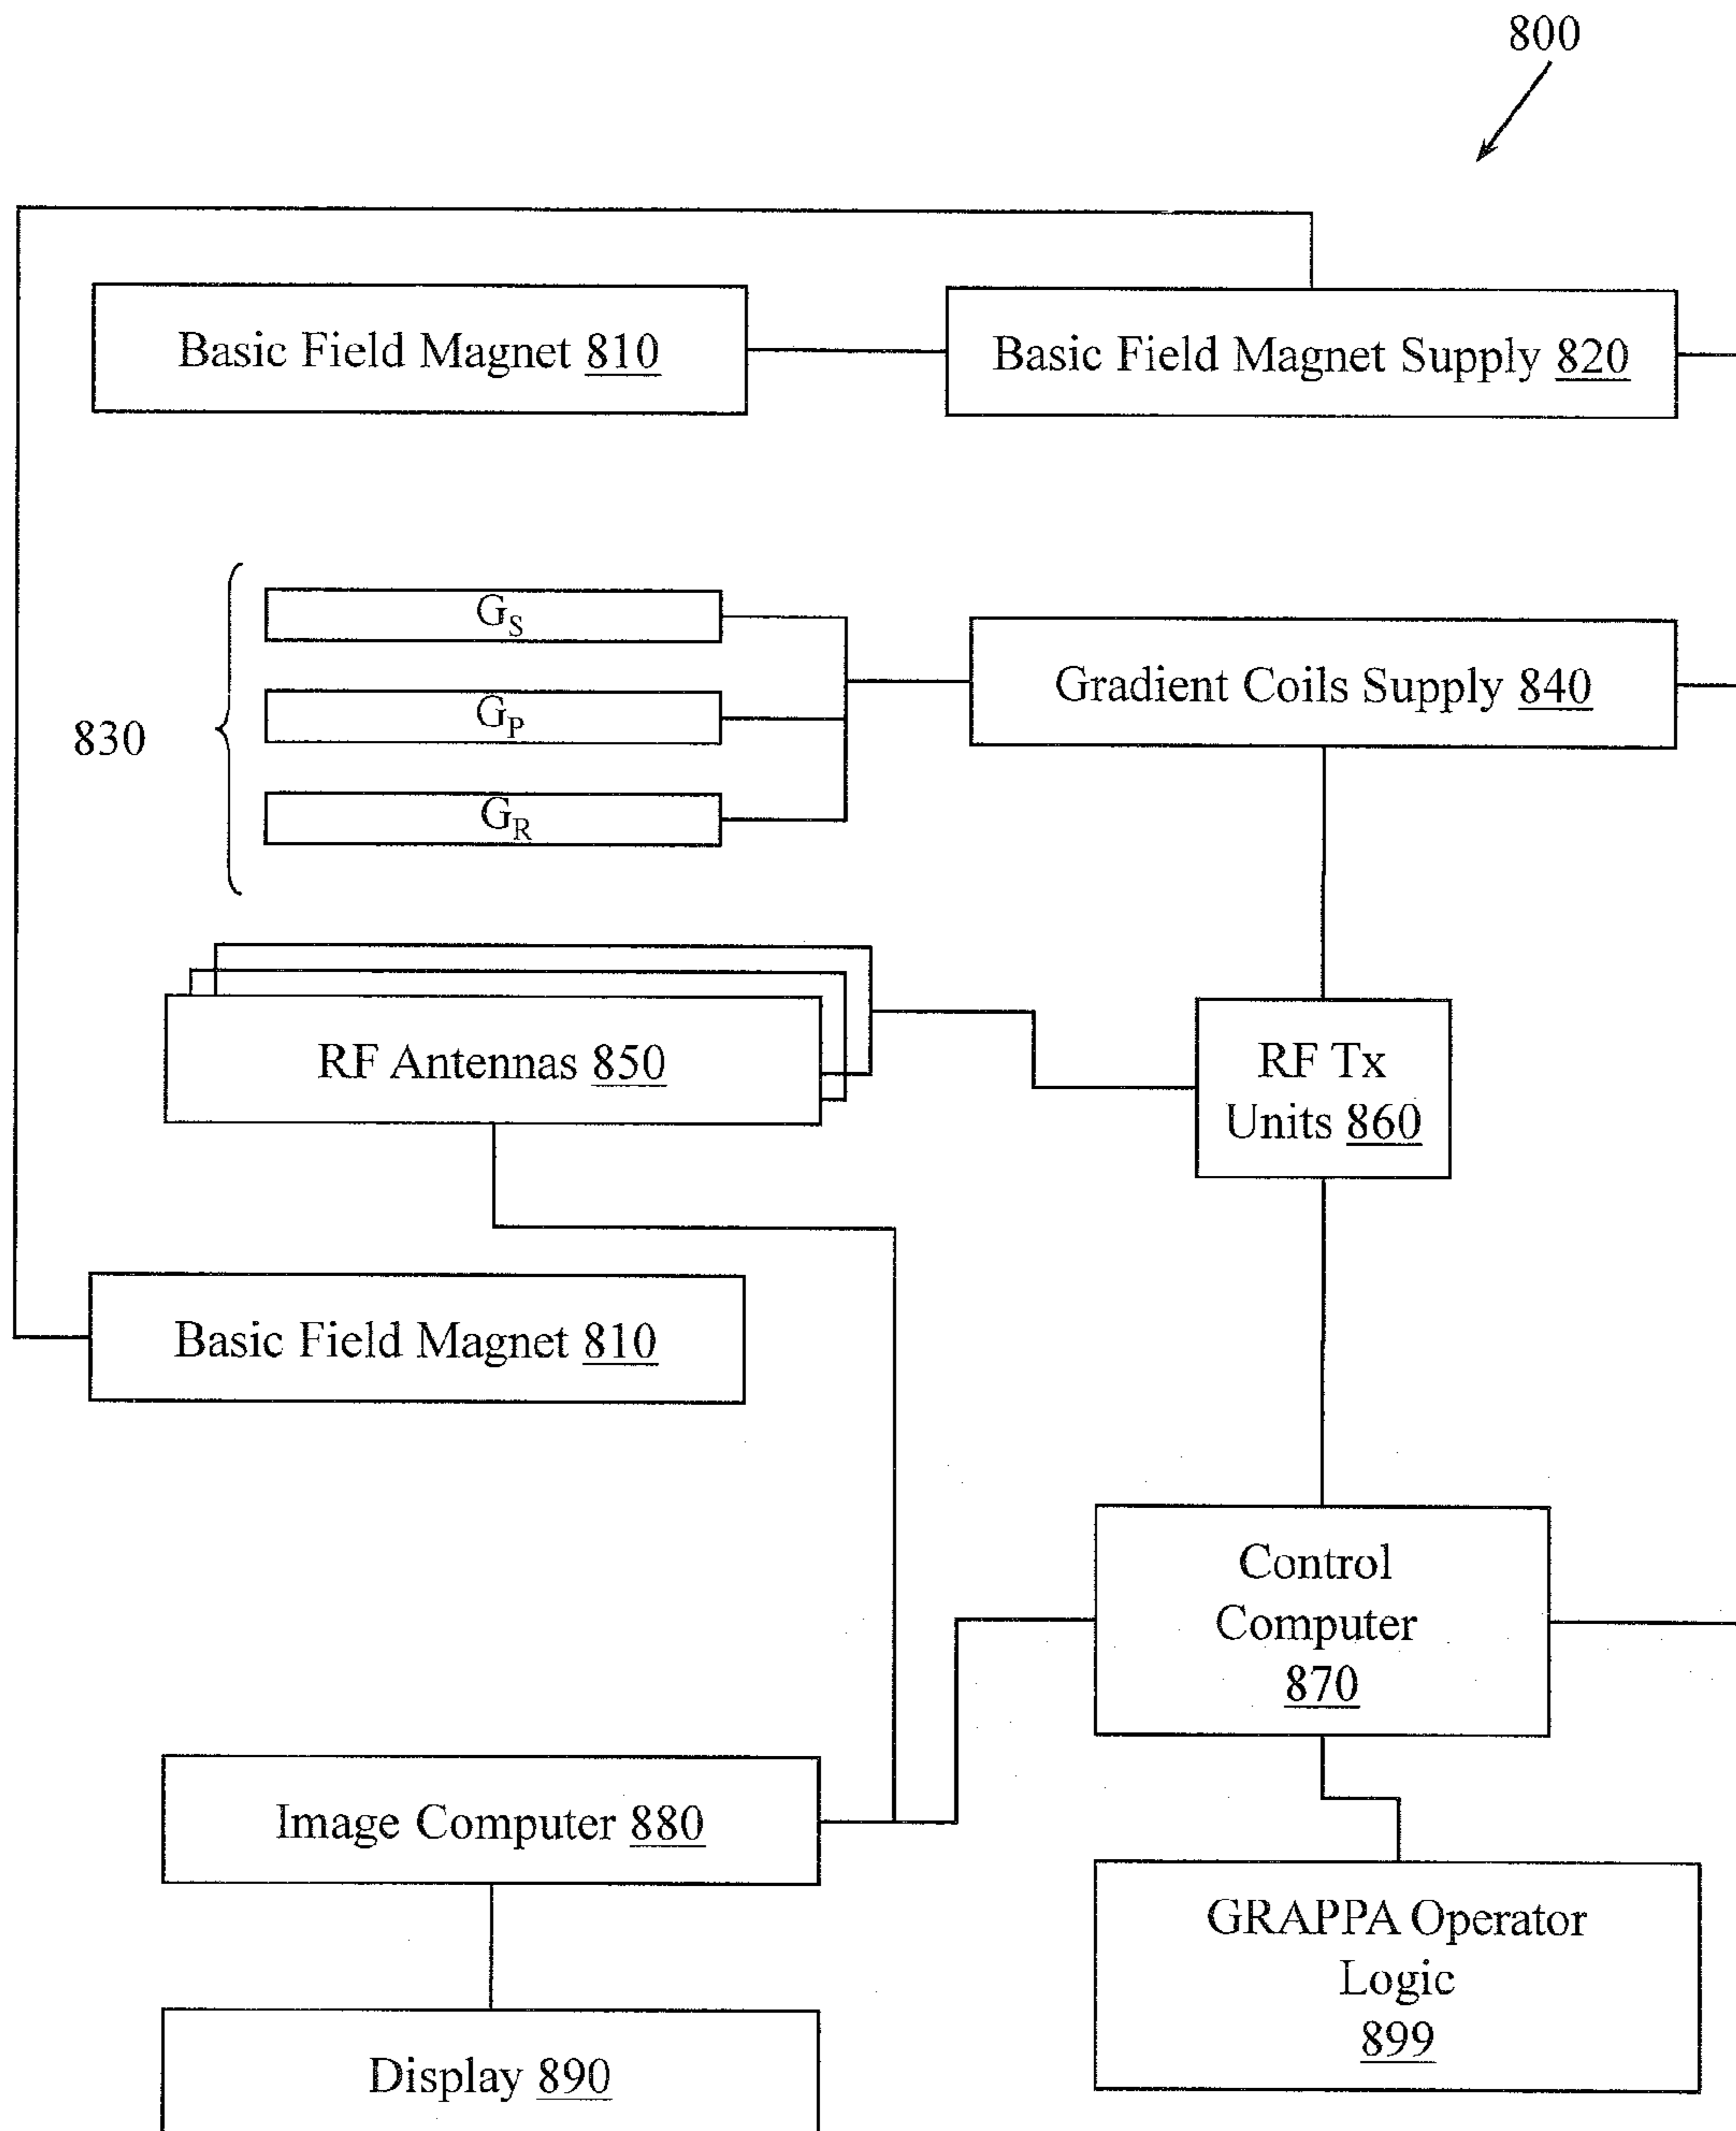 800
Basic Field Magnet 810
Basic Field Magnet Supply 820
830
GS
GP
GR
Gradient Coils Supply 840
RF Antennas 850
RF Tx
Units 860
Basic Field Magnet 810
Control
Computer
870
Image Computer 880
GRAPPA Operator
Logic
899
Display 890